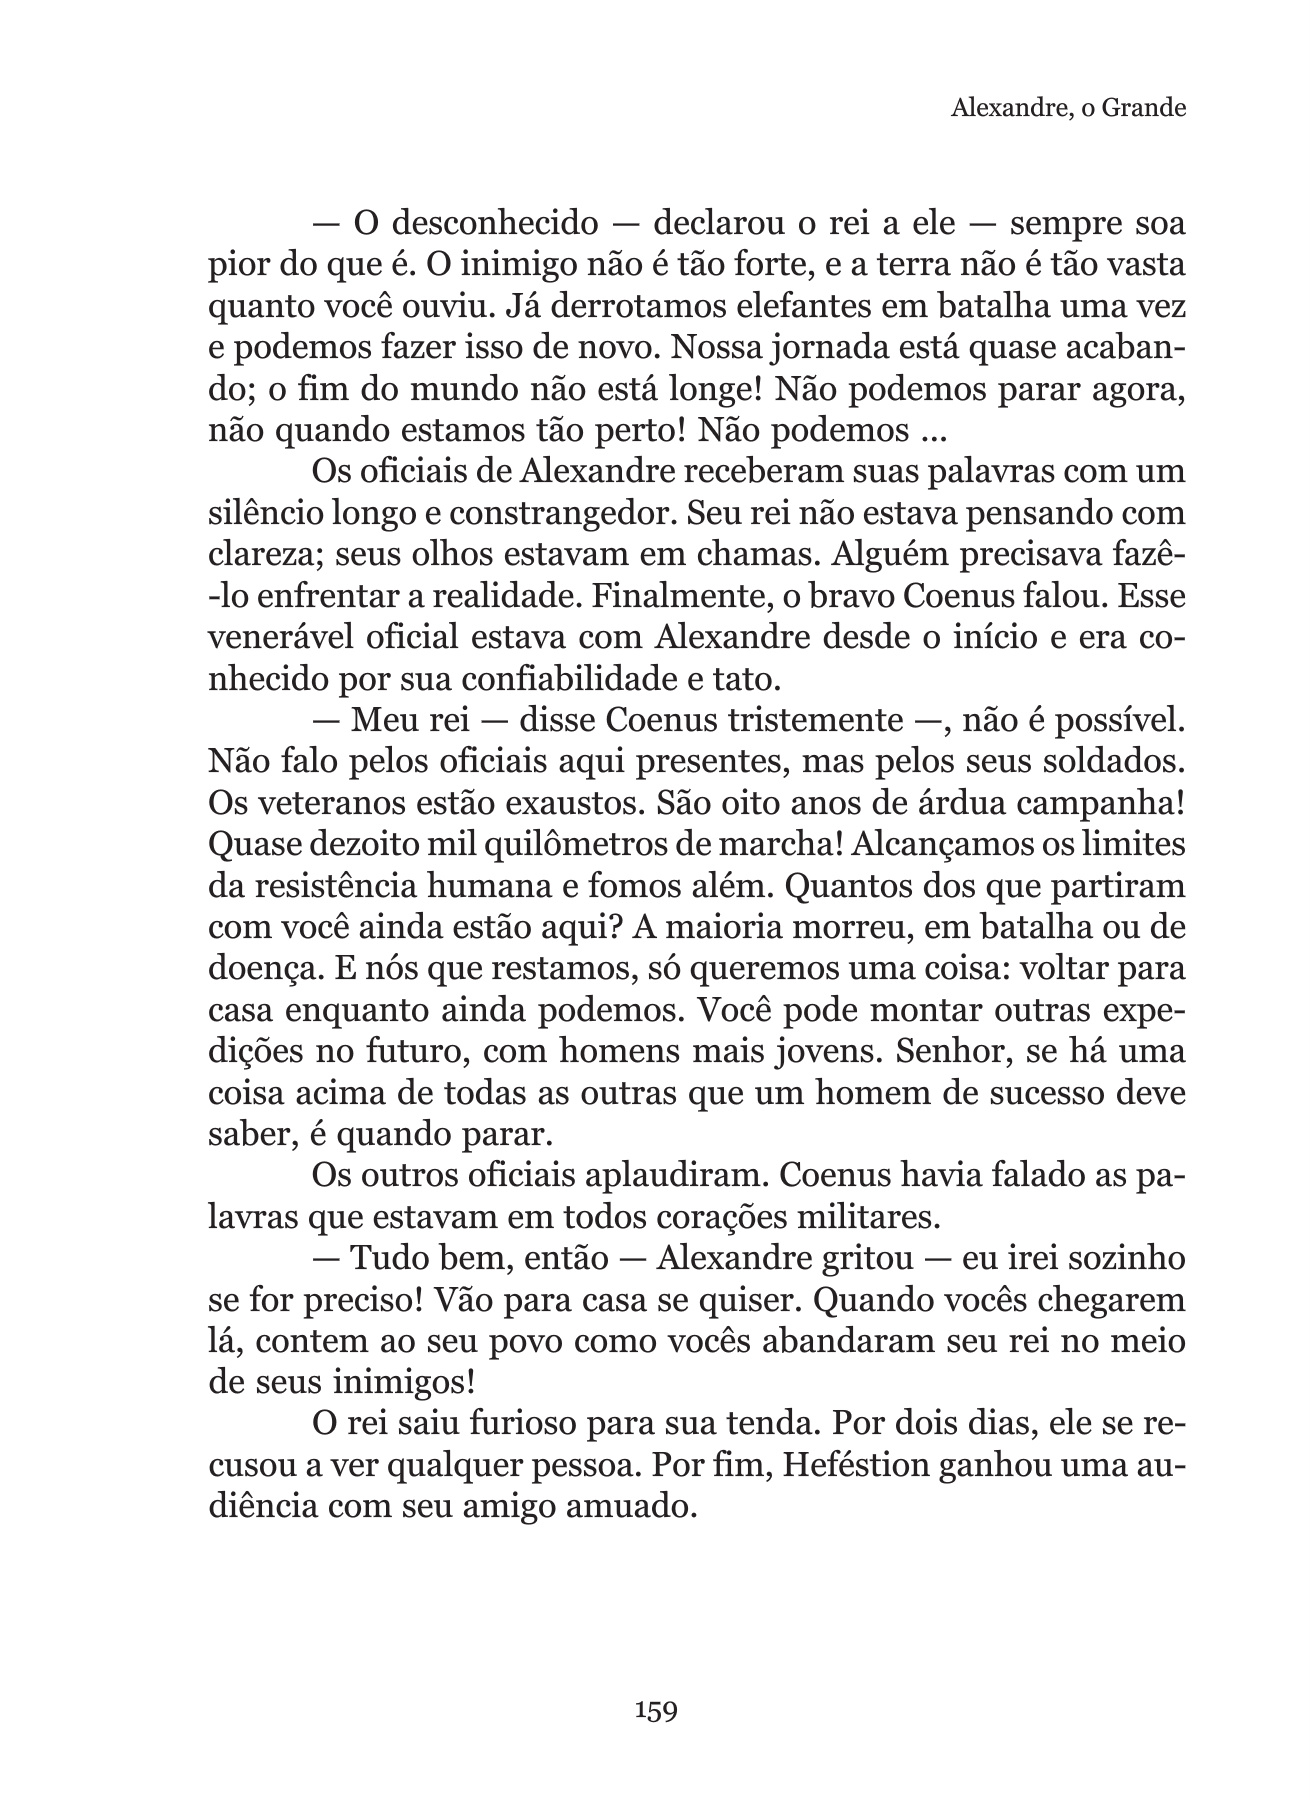 Alexandre, o Grande
— O desconhecido — declarou o rei a ele — sempre soa
pior do que é. O inimigo não é tão forte, e a terra não é tão vasta
quanto você ouviu. Já derrotamos elefantes em batalha uma vez
e podemos fazer isso de novo. Nossa jornada está quase acaban-
do; o fim do mundo não está longe! Não podemos parar agora,
não quando estamos tão perto! Não podemos ...
Os oficiais de Alexandre receberam suas palavras com um
silêncio longo e constrangedor. Seu rei não estava pensando com
clareza; seus olhos estavam em chamas. Alguém precisava fazê-
-lo enfrentar a realidade. Finalmente, o bravo Coenus falou. Esse
venerável oficial estava com Alexandre desde o início e era co-
nhecido por sua confiabilidade e tato.
— Meu rei — disse Coenus tristemente —, não é possível.
Não falo pelos oficiais aqui presentes, mas pelos seus soldados.
Os veteranos estão exaustos. São oito anos de árdua campanha!
Quase dezoito mil quilômetros de marcha! Alcançamos os limites
da resistência humana e fomos além. Quantos dos que partiram
com você ainda estão aqui? A maioria morreu, em batalha ou de
doença. E nós que restamos, só queremos uma coisa: voltar para
casa enquanto ainda podemos. Você pode montar outras expe-
dições no futuro, com homens mais jovens. Senhor, se há uma
coisa acima de todas as outras que um homem de sucesso deve
saber, é quando parar.
Os outros oficiais aplaudiram. Coenus havia falado as pa-
lavras que estavam em todos corações militares.
— Tudo bem, então — Alexandre gritou — eu irei sozinho
se for preciso! Vão para casa se quiser. Quando vocês chegarem
lá, contem ao seu povo como vocês abandaram seu rei no meio
de seus inimigos!
O rei saiu furioso para sua tenda. Por dois dias, ele se re-
cusou a ver qualquer pessoa. Por fim, Heféstion ganhou uma au-
diência com seu amigo amuado.
159